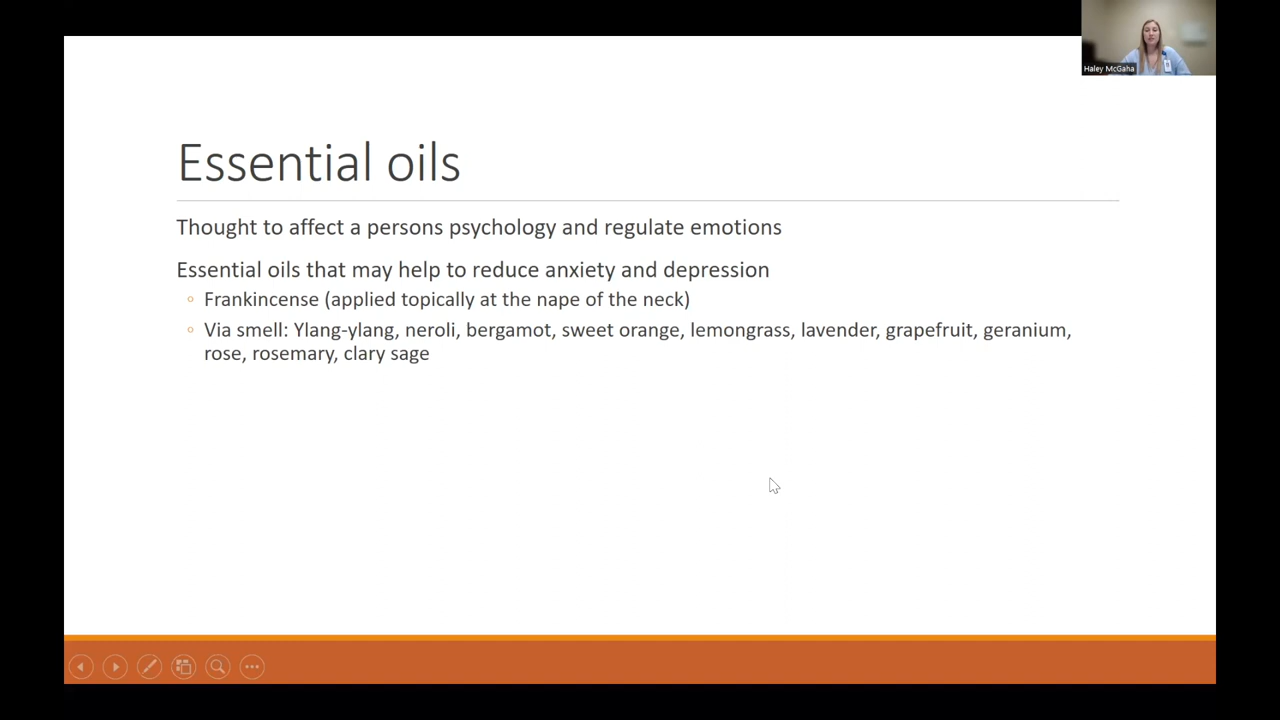 Haley McGaha
Essential oils
Thought to affect a persons psychology and regulate emotions
Essential oils that may help to reduce anxiety and depression
◦ Frankincense (applied topically at the nape of the neck)
◦ Via smell: Ylang-ylang, neroli, bergamot, sweet orange, lemongrass, lavender, grapefruit, geranium,
rose, rosemary, clary sage